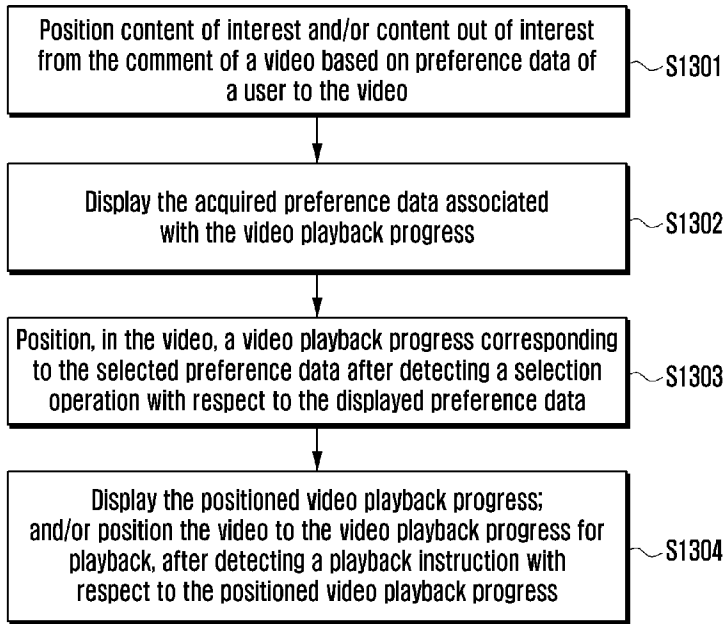 Position content of interest and/or content out of interest
from the comment of a video based on preference data of
a user to the video
S1301
Display the acquired preference data associated
with the video playback progress
S1302
Position, in the video, a video playback progress corresponding
to the selected preference data after detecting a selection
operation with respect to the displayed preference data
S1303
Display the positioned video playback progress;
and/or position the video to the video playback progress for
playback, after detecting a playback instruction with
respect to the positioned video playback progress
S1304